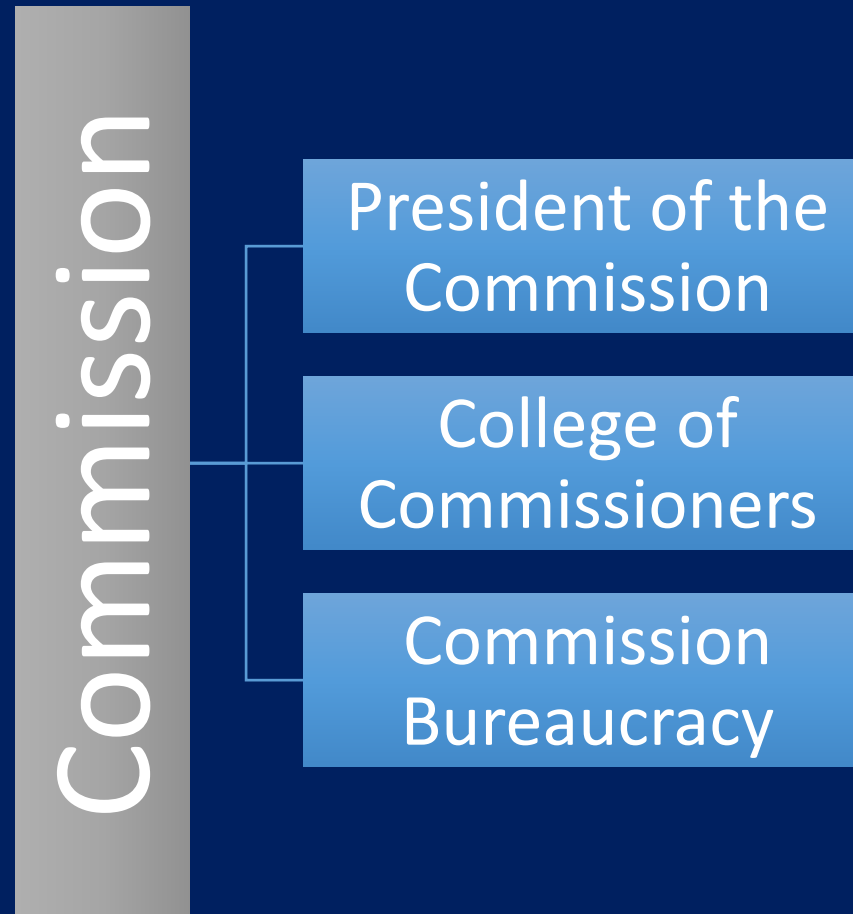 Commission
President of the
Commission
College of
Commissioners
Commission
Bureaucracy